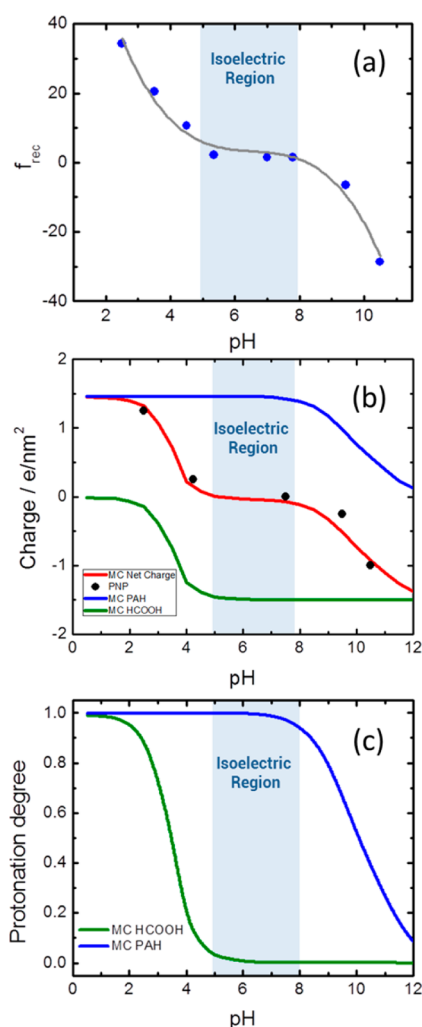 40
20
0
-20
-40
f_rec
Isoelectric
Region
(a)
2 4 6 8 10
pH
2
1
0
-1
-2
Charge / e/nm²
Isoelectric
Region
(b)
MC Net Charge
PNP
MC PAH
MC HCOOH
0 2 4 6 8 10 12
pH
1.0
0.8
0.6
0.4
0.2
0.0
Protonation degree
Isoelectric
Region
(c)
MC HCOOH
MC PAH
0 2 4 6 8 10 12
pH